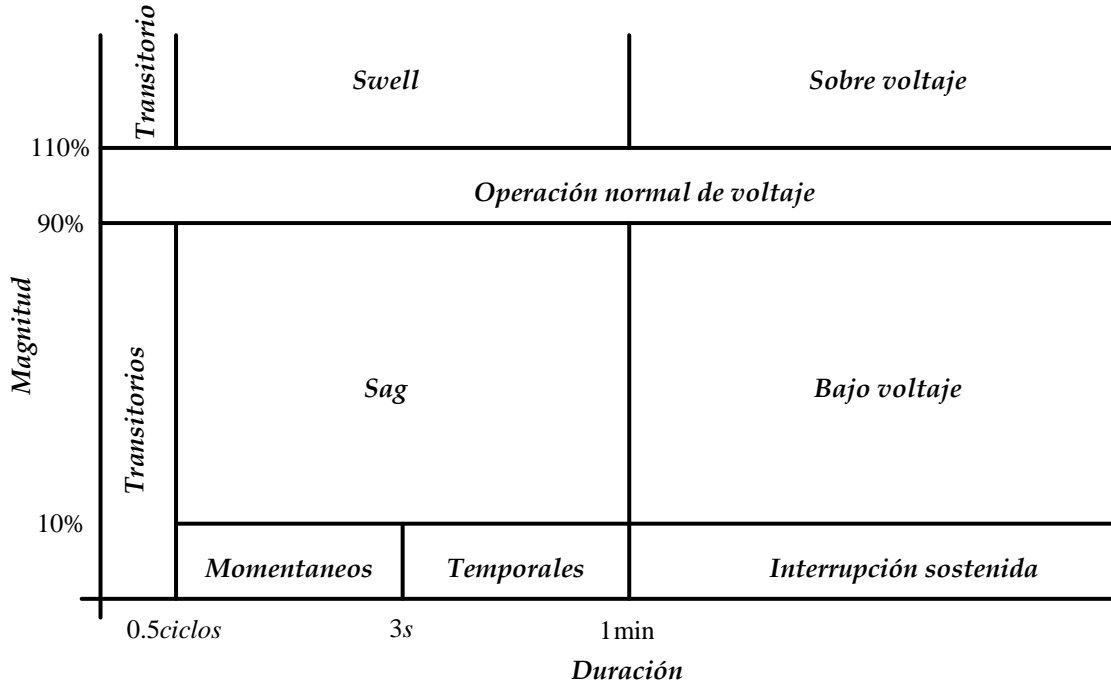 Transitorio
Swell
Sobre voltaje
110%
Operación normal de voltaje
90%
Magnitud
Transitorios
Sag
Bajo voltaje
10%
Momentaneos
Temporales
Interrupción sostenida
0.5ciclos
3s
1min
Duración